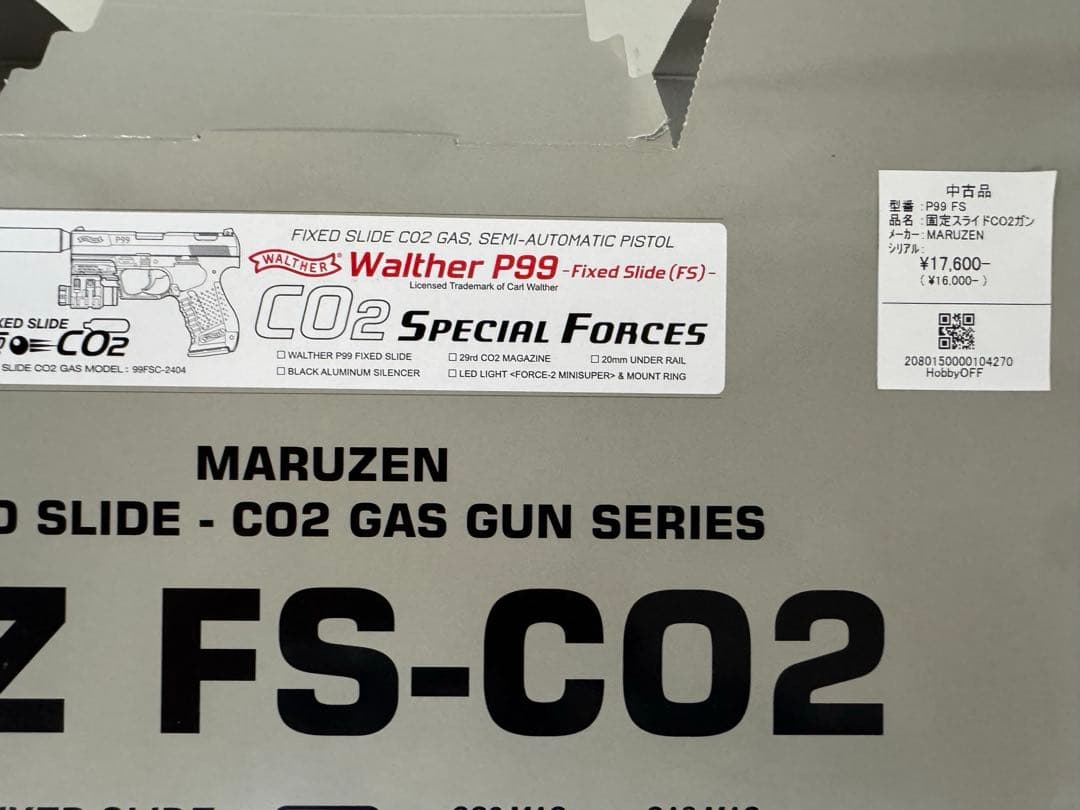 P99
FIXED SLIDE CO2 GAS, SEMI-AUTOMATIC PISTOL
WALTHER® Walther P99 -Fixed Slide (FS)-
Licensed Trademark of Carl Walther
CO2 SPECIAL FORCES
☐ WALTHER P99 FIXED SLIDE ☐ 29rd CO2 MAGAZINE ☐ 20mm UNDER RAIL
☐ BLACK ALUMINUM SILENCER ☐ LED LIGHT <FORCE-2 MINISUPER> & MOUNT RING
XED SLIDE
CO2
SLIDE CO2 GAS MODEL : 99FSC-2404
中古品
型番 : P99 FS
品名 : 固定スライドCO2ガン
メーカー : MARUZEN
シリアル :
¥17,600-
( ¥16,000- )
2080150000104270
HobbyOFF
MARUZEN
D SLIDE - CO2 GAS GUN SERIES
Z FS-CO2